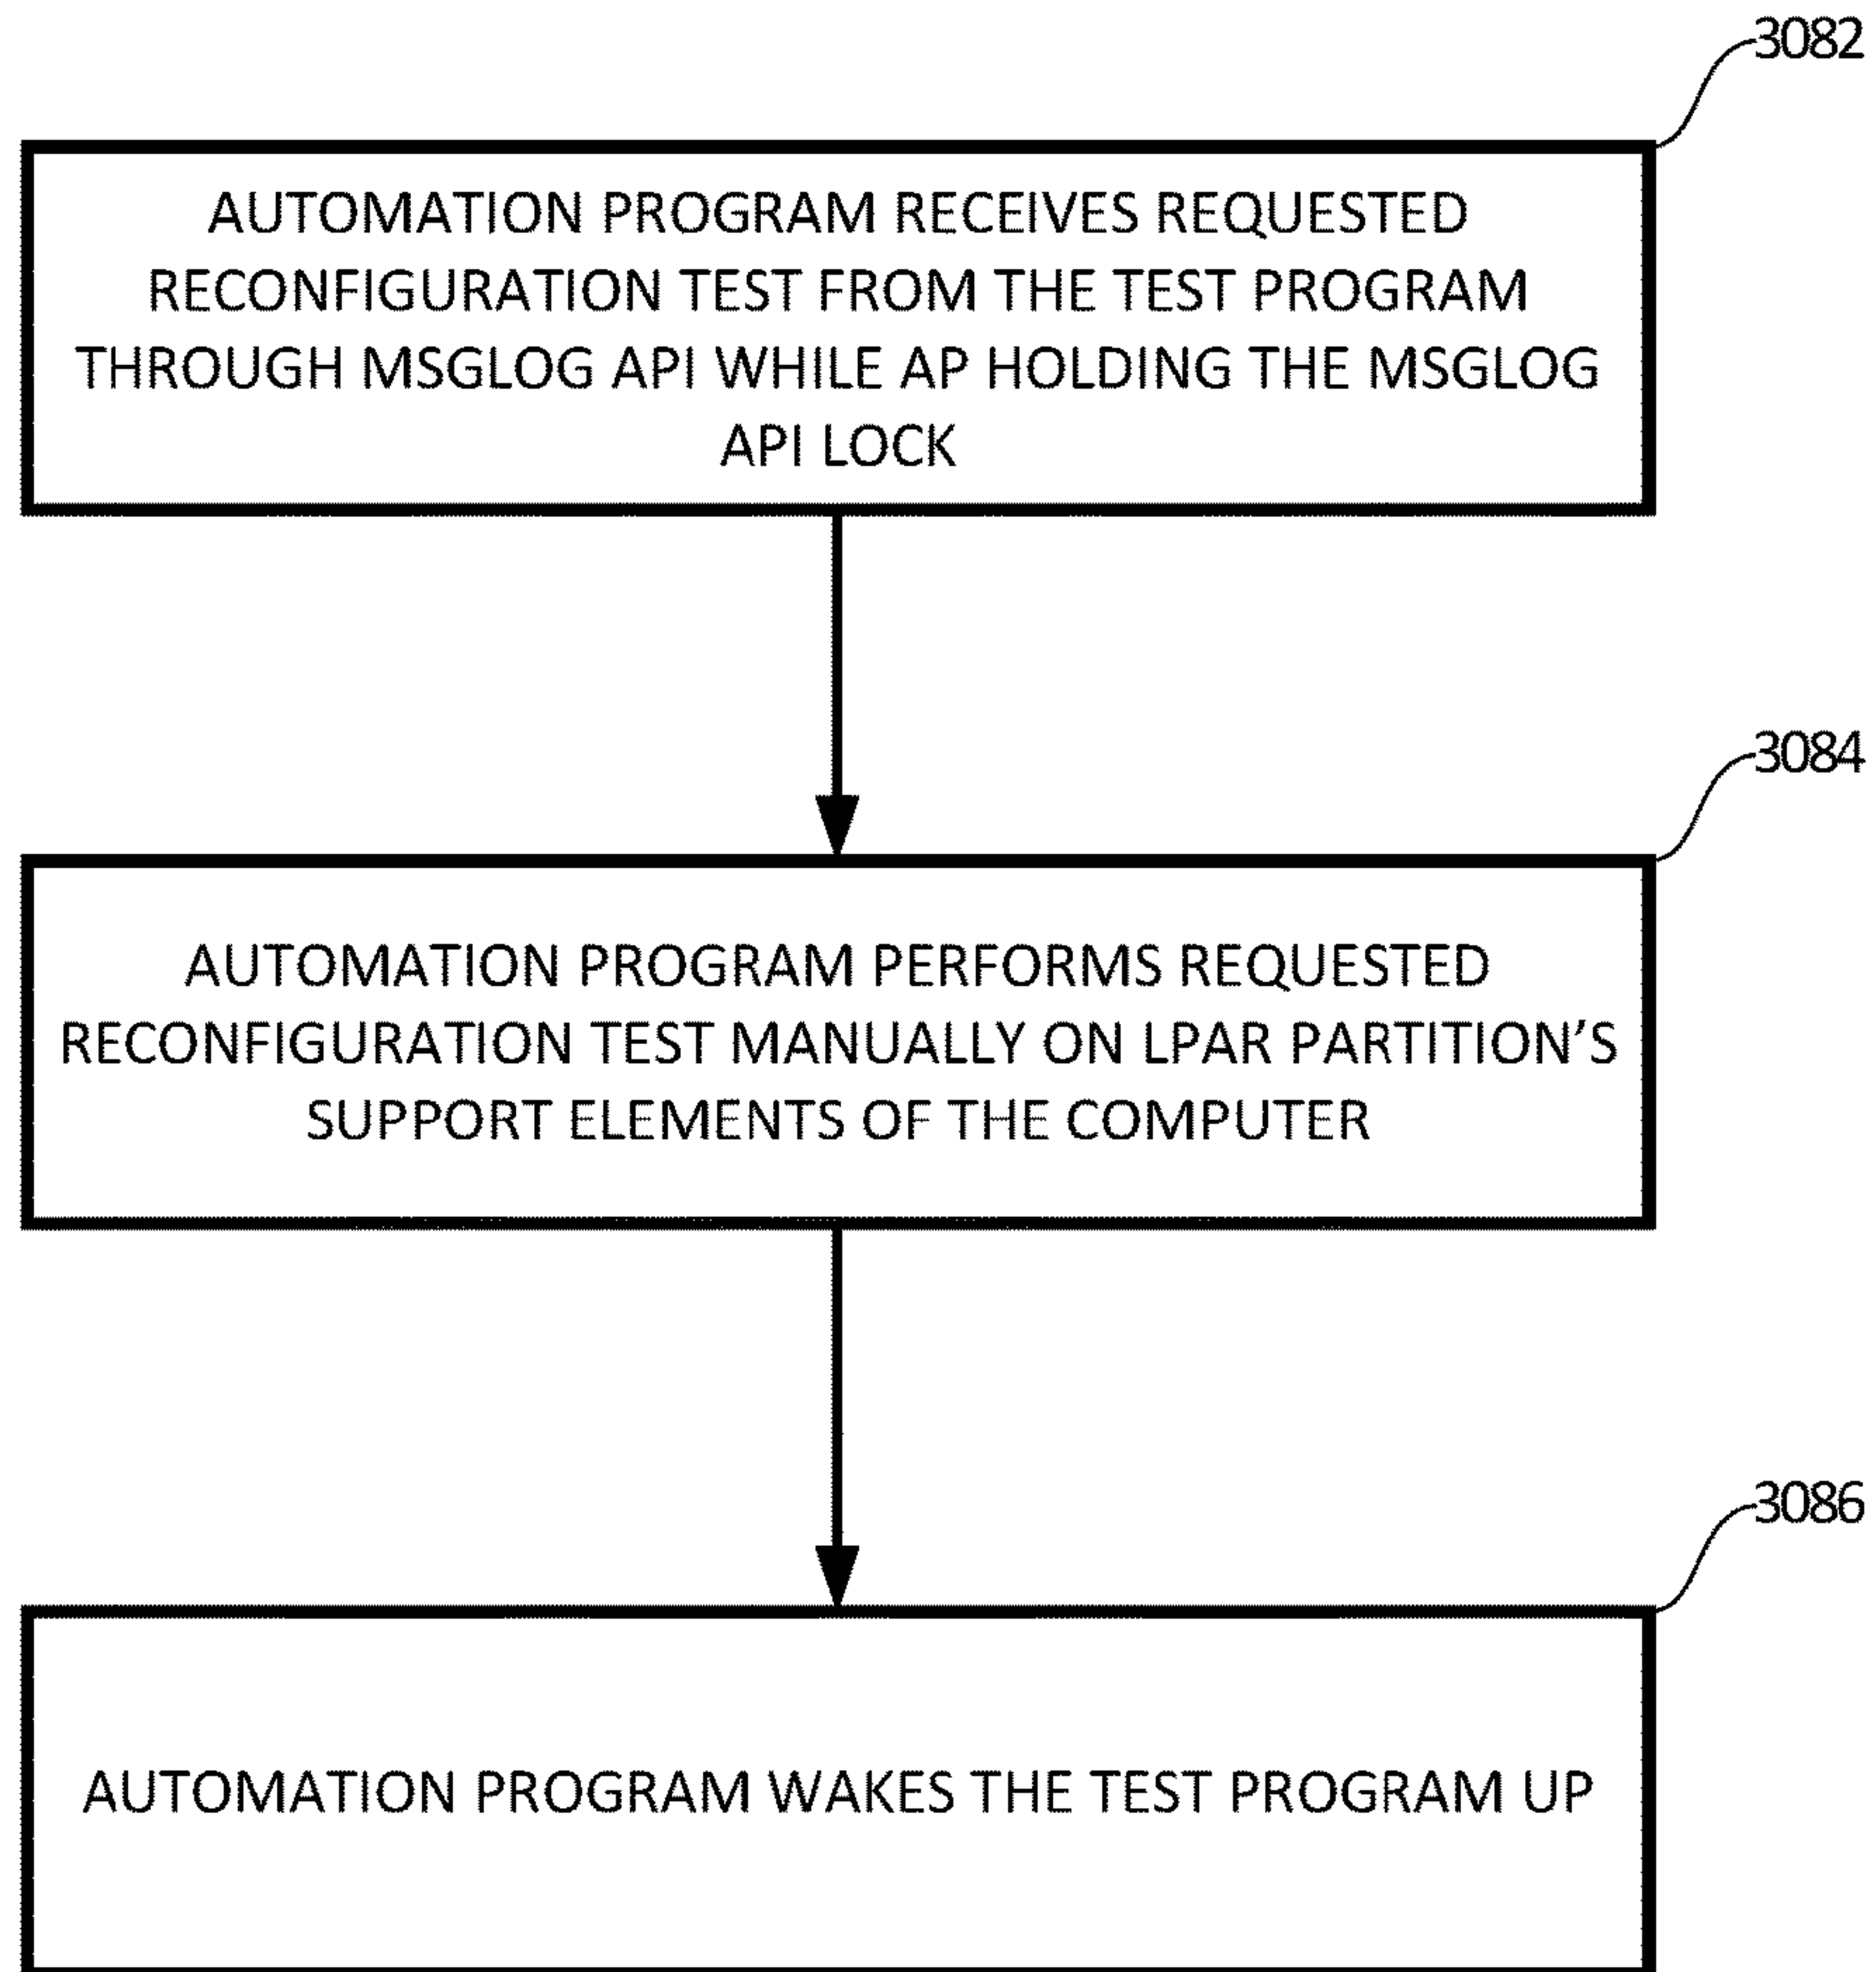 3082
AUTOMATION PROGRAM RECEIVES REQUESTED
RECONFIGURATION TEST FROM THE TEST PROGRAM
THROUGH MSGLOG API WHILE AP HOLDING THE MSGLOG
API LOCK
3084
AUTOMATION PROGRAM PERFORMS REQUESTED
RECONFIGURATION TEST MANUALLY ON LPAR PARTITION’S
SUPPORT ELEMENTS OF THE COMPUTER
3086
AUTOMATION PROGRAM WAKES THE TEST PROGRAM UP